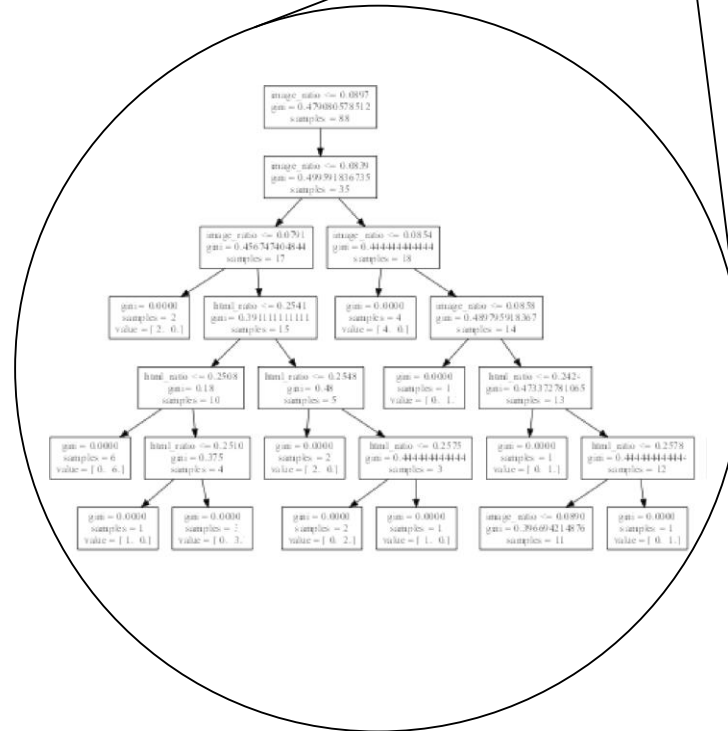 image_ratio <= 0.0897
gini = 0.479080578512
samples = 88
image_ratio <= 0.0839
gini = 0.499591836735
samples = 35
image_ratio <= 0.0791
gini = 0.456747404844
samples = 17
image_ratio <= 0.0854
gini = 0.444444444444
samples = 18
gini = 0.0000
samples = 2
value = [ 2. 0.]
html_ratio <= 0.2541
gini = 0.391111111111
samples = 15
gini = 0.0000
samples = 4
value = [ 4. 0.]
image_ratio <= 0.0858
gini = 0.489795918367
samples = 14
html_ratio <= 0.2508
gini = 0.18
samples = 10
html_ratio <= 0.2548
gini = 0.48
samples = 5
gini = 0.0000
samples = 1
value = [ 0. 1.
html_ratio <= 0.242
gini = 0.473372781065
samples = 13
gini = 0.0000
samples = 6
value = [ 0. 6.]
html_ratio <= 0.2510
gini = 0.375
samples = 4
gini = 0.0000
samples = 2
value = [ 2. 0.]
html_ratio <= 0.2575
gini = 0.444444444444
samples = 3
gini = 0.0000
samples = 1
value = [ 0. 1.]
html_ratio <= 0.2578
gini = 0.44444444444
samples = 12
gini = 0.0000
samples = 1
value = [ 1. 0.]
gini = 0.0000
samples =
value = [ 0. 3.
gini = 0.0000
samples = 2
value = [ 0. 2.]
gini = 0.0000
samples = 1
value = [ 1. 0.]
image_ratio <= 0.0890
gini = 0.396694214876
samples = 11
gini = 0.0000
samples = 1
value = [ 0. 1.]